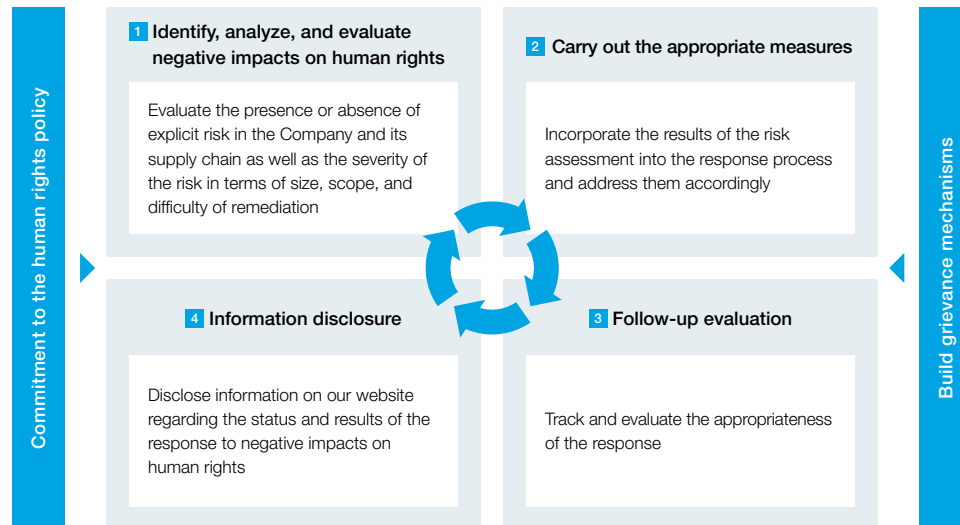 Commitment to the human rights policy
1 Identify, analyze, and evaluate
negative impacts on human rights
Evaluate the presence or absence of
explicit risk in the Company and its
supply chain as well as the severity of
the risk in terms of size, scope, and
difficulty of remediation
2 Carry out the appropriate measures
Incorporate the results of the risk
assessment into the response process
and address them accordingly
4 Information disclosure
Disclose information on our website
regarding the status and results of the
response to negative impacts on
human rights
3 Follow-up evaluation
Track and evaluate the appropriateness
of the response
Build grievance mechanisms